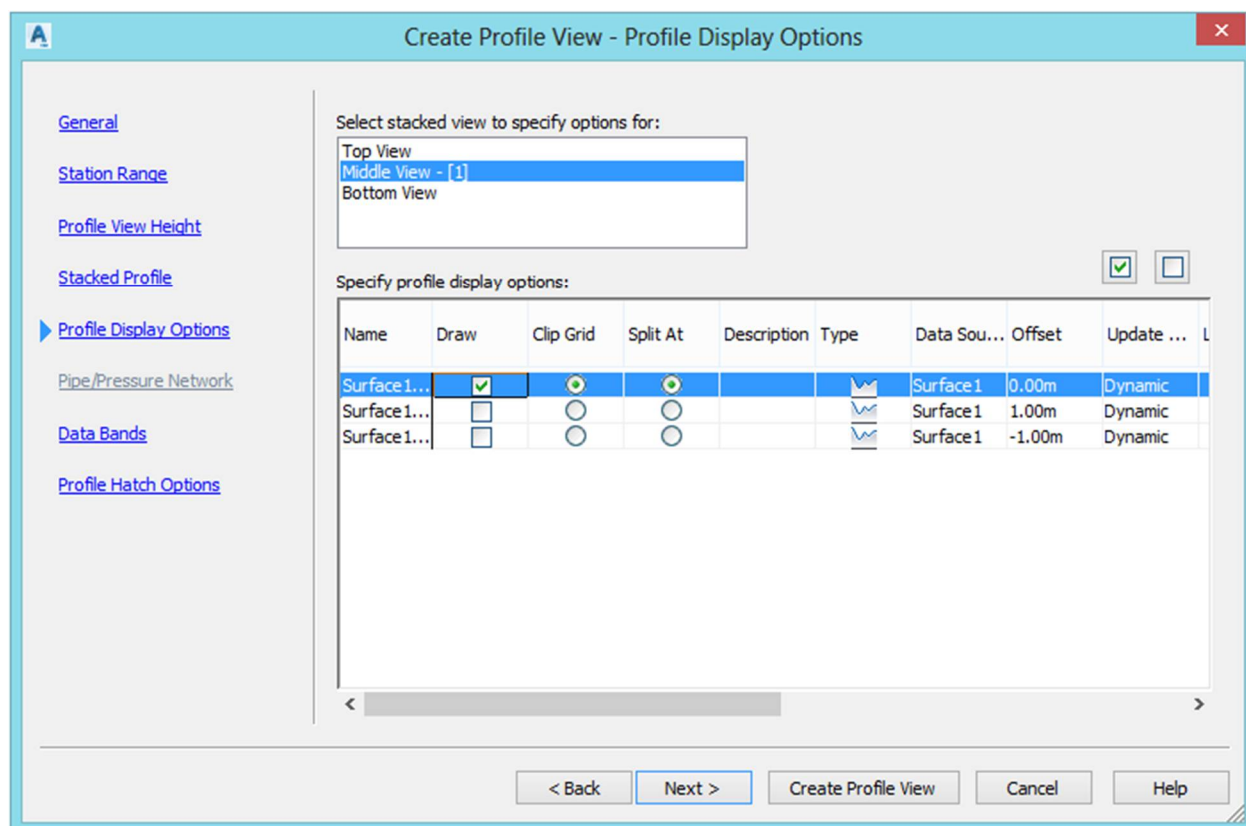 Create Profile View - Profile Display Options
General
Station Range
Profile View Height
Stacked Profile
Profile Display Options
Pipe/Pressure Network
Data Bands
Profile Hatch Options
Select stacked view to specify options for:
Top View
Middle View - [1]
Bottom View
Specify profile display options:
Name Draw Clip Grid Split At Description Type Data Sou... Offset Update ... L
Surface1... Surface1 0.00m Dynamic
Surface1... Surface1 1.00m Dynamic
Surface1... Surface1 -1.00m Dynamic
< Back Next > Create Profile View Cancel Help